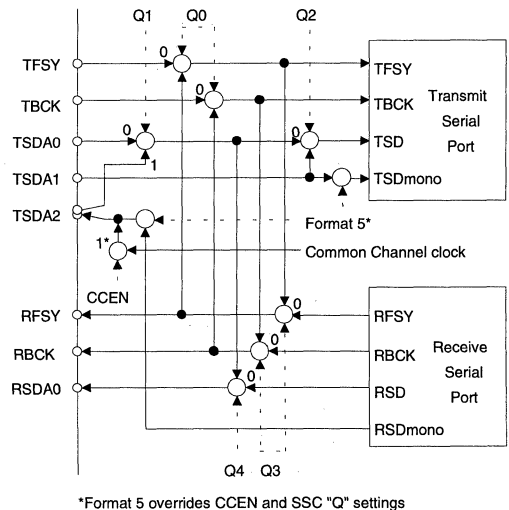 Q1 Q0 Q2
TFSY 0 TFSY
TBCK 0 TBCK
Transmit
Serial
Port
TSDA0 0 0 TSD
1
TSDA1 TSDmono
TSDA2
Format 5*
1*
Common Channel clock
CCEN
RFSY 0 RFSY
RBCK 0 RBCK
Receive
Serial
Port
RSDA0 0 RSD
RSDmono
Q4 Q3
*Format 5 overrides CCEN and SSC "Q" settings